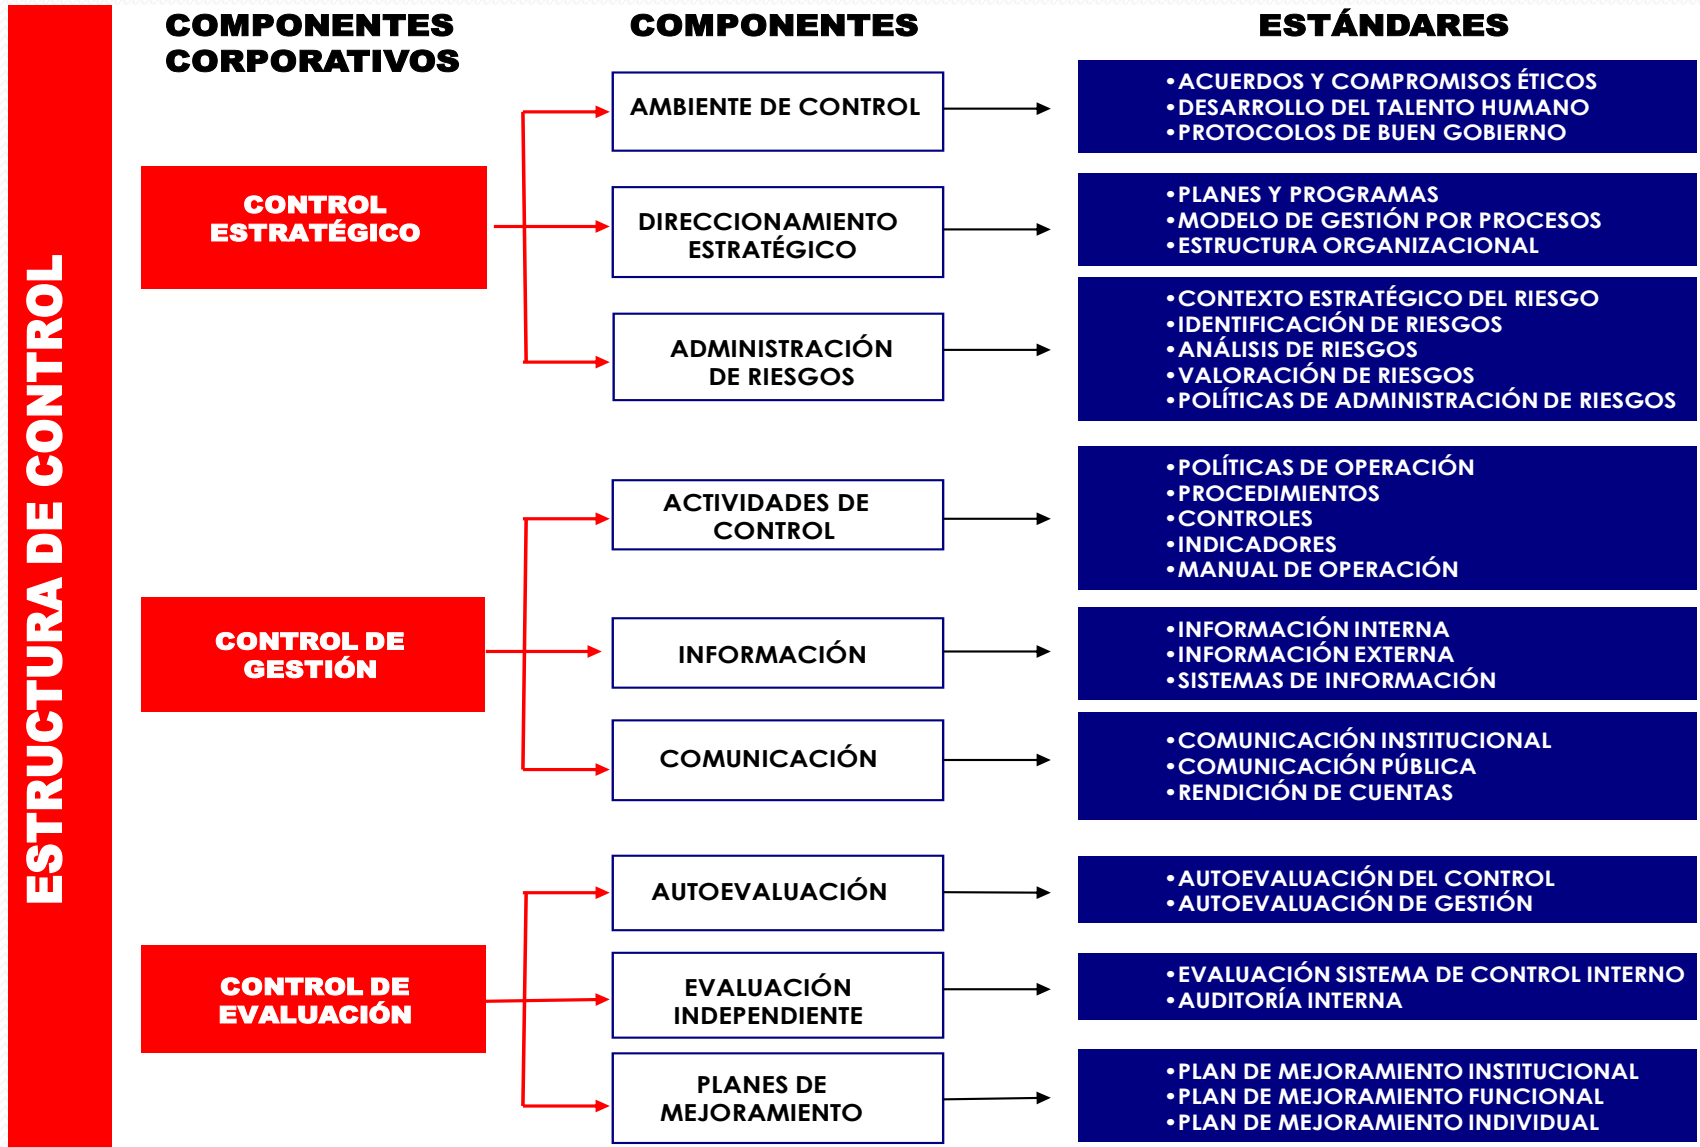 ESTRUCTURA DE CONTROL
COMPONENTES
CORPORATIVOS
COMPONENTES
ESTÁNDARES
CONTROL
ESTRATÉGICO
AMBIENTE DE CONTROL
•ACUERDOS Y COMPROMISOS ÉTICOS
•DESARROLLO DEL TALENTO HUMANO
•PROTOCOLOS DE BUEN GOBIERNO
DIRECCIONAMIENTO
ESTRATÉGICO
•PLANES Y PROGRAMAS
•MODELO DE GESTIÓN POR PROCESOS
•ESTRUCTURA ORGANIZACIONAL
ADMINISTRACIÓN
DE RIESGOS
•CONTEXTO ESTRATÉGICO DEL RIESGO
•IDENTIFICACIÓN DE RIESGOS
•ANÁLISIS DE RIESGOS
•VALORACIÓN DE RIESGOS
•POLÍTICAS DE ADMINISTRACIÓN DE RIESGOS
CONTROL DE
GESTIÓN
ACTIVIDADES DE
CONTROL
•POLÍTICAS DE OPERACIÓN
•PROCEDIMIENTOS
•CONTROLES
•INDICADORES
•MANUAL DE OPERACIÓN
INFORMACIÓN
•INFORMACIÓN INTERNA
•INFORMACIÓN EXTERNA
•SISTEMAS DE INFORMACIÓN
COMUNICACIÓN
•COMUNICACIÓN INSTITUCIONAL
•COMUNICACIÓN PÚBLICA
•RENDICIÓN DE CUENTAS
CONTROL DE
EVALUACIÓN
AUTOEVALUACIÓN
•AUTOEVALUACIÓN DEL CONTROL
•AUTOEVALUACIÓN DE GESTIÓN
EVALUACIÓN
INDEPENDIENTE
•EVALUACIÓN SISTEMA DE CONTROL INTERNO
•AUDITORÍA INTERNA
PLANES DE
MEJORAMIENTO
•PLAN DE MEJORAMIENTO INSTITUCIONAL
•PLAN DE MEJORAMIENTO FUNCIONAL
•PLAN DE MEJORAMIENTO INDIVIDUAL